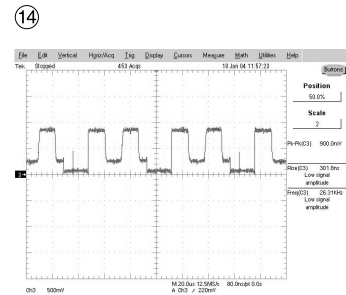 14
File Edit Vertical Horiz/Acq Trig Display Cursors Measure Math Utilities Help
Tek Stopped 453 Acqs 10 Jan 04 11:57:23
Buttons
Position
50.0%
Scale
2
Pk-Pk(C3) 900.0mV
Rise(C3) 301.6ns
Low signal
amplitude
Freq(C3) 26.31KHz
Low signal
amplitude
3
Ch3 500mV
M 20.0us 12.5MS/s 80.0ns/pt 0.0s
A Ch3 / 220mV